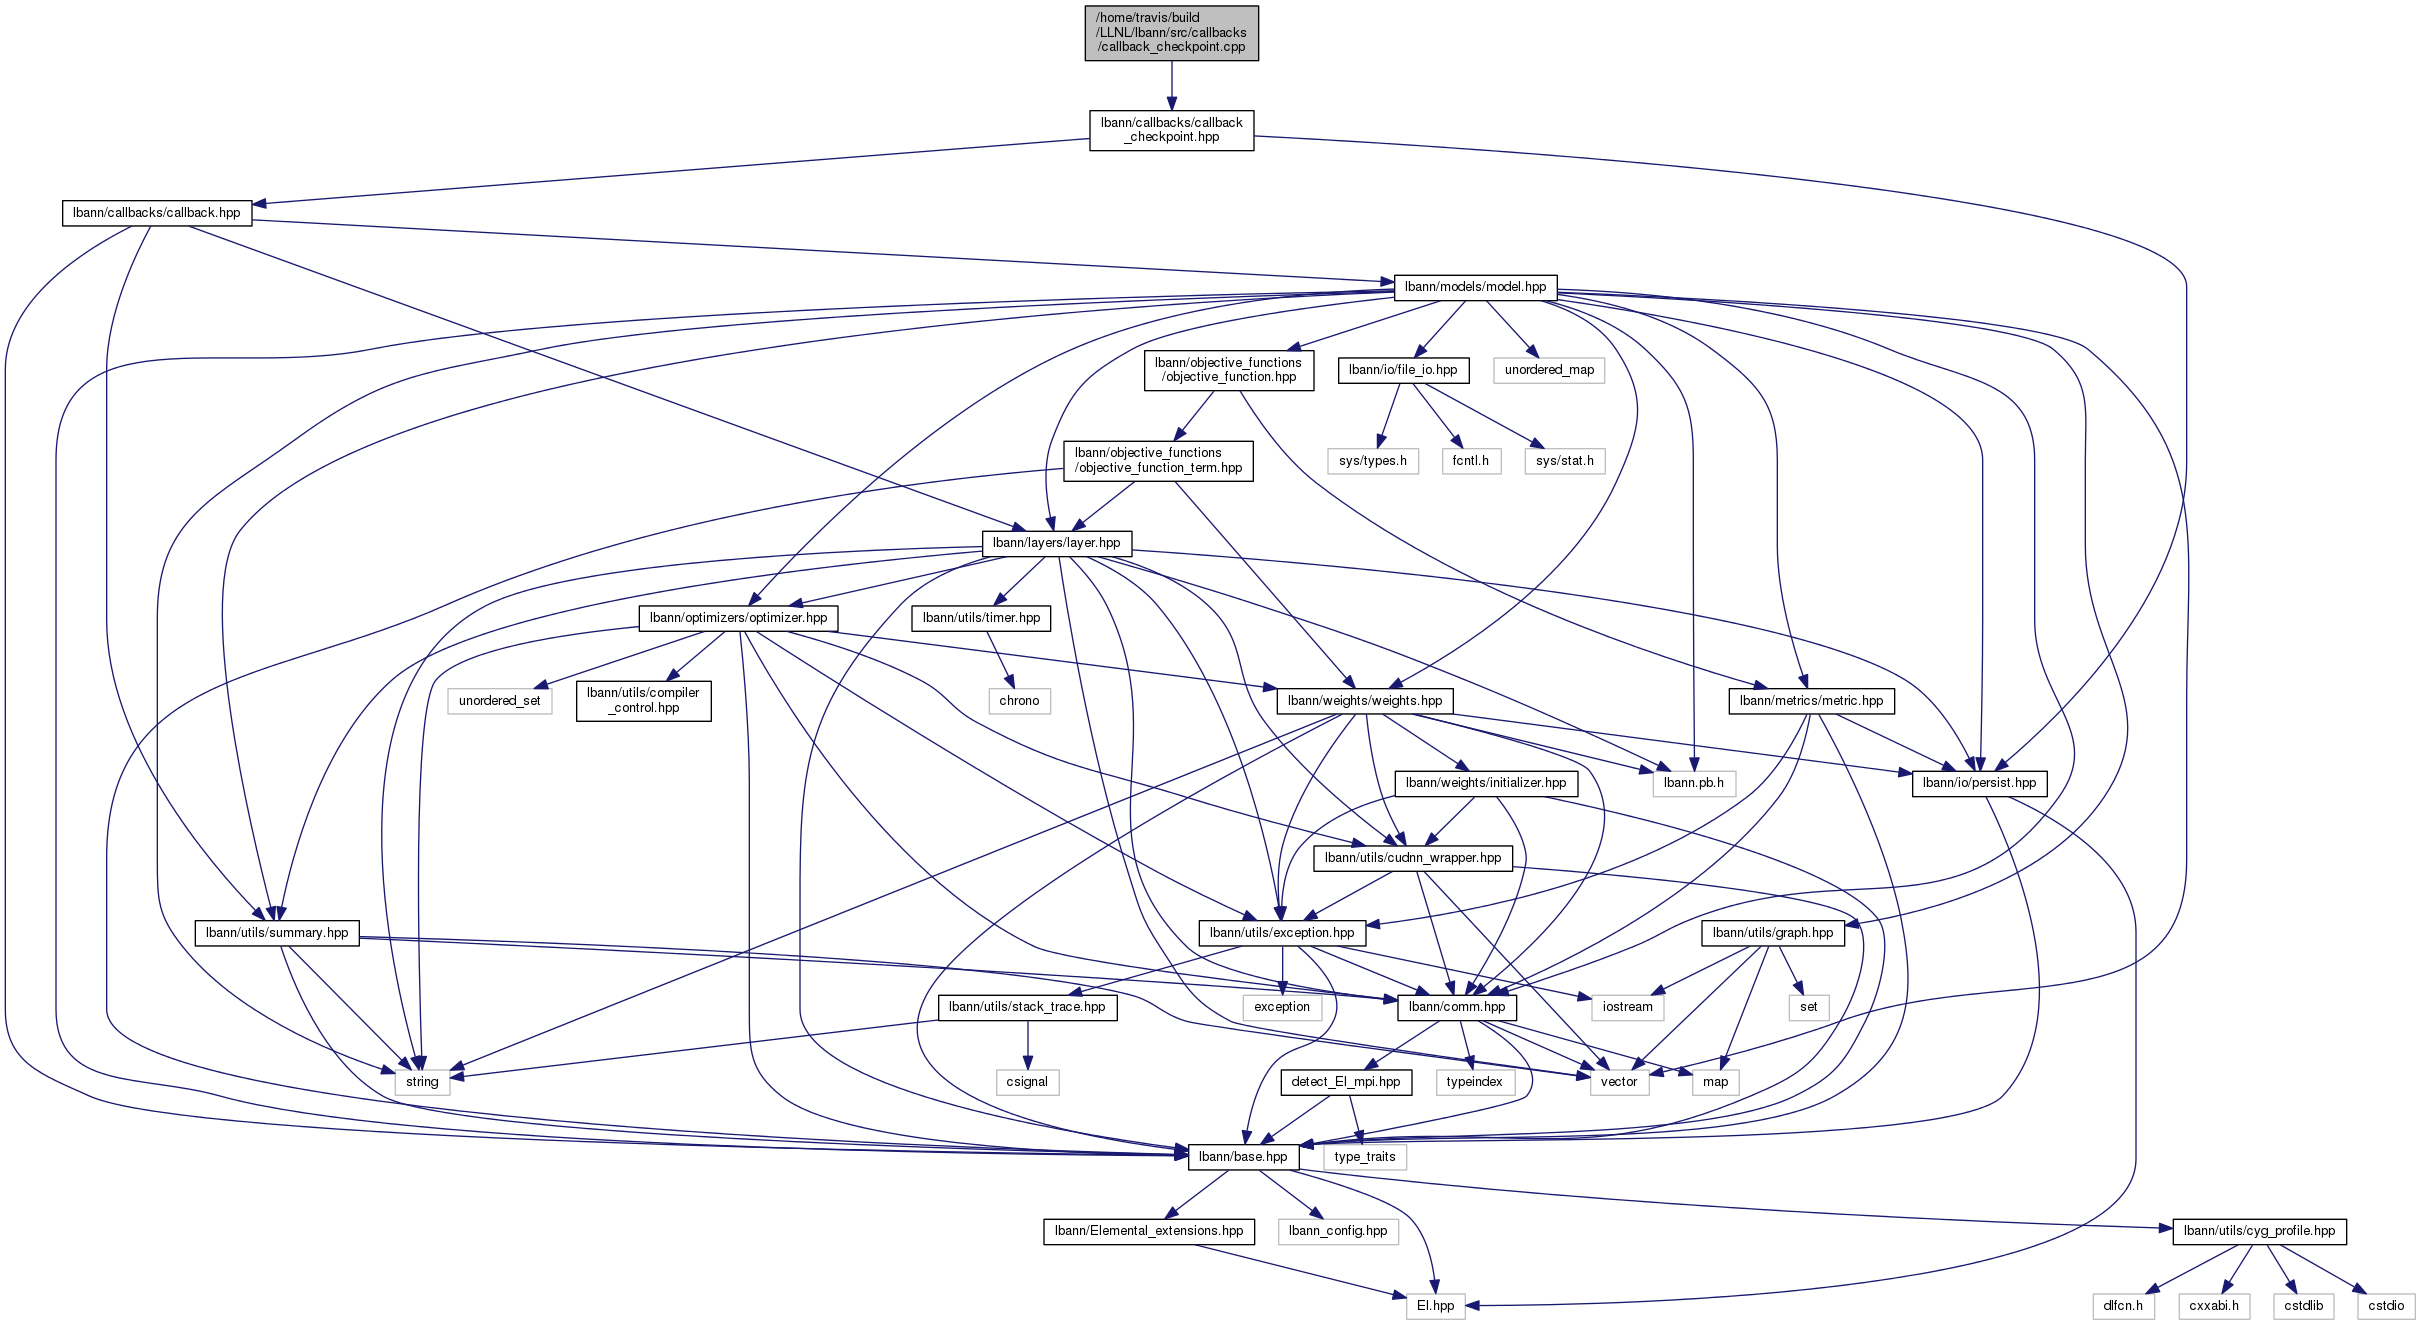 /home/travis/build
/LLNL/lbann/src/callbacks
/callback_checkpoint.cpp
lbann/callbacks/callback
_checkpoint.hpp
lbann/callbacks/callback.hpp
lbann/models/model.hpp
lbann/objective_functions
/objective_function.hpp
lbann/io/file_io.hpp
unordered_map
lbann/objective_functions
/objective_function_term.hpp
sys/types.h
fcntl.h
sys/stat.h
lbann/layers/layer.hpp
lbann/optimizers/optimizer.hpp
lbann/utils/timer.hpp
unordered_set
lbann/utils/compiler
_control.hpp
chrono
lbann/weights/weights.hpp
lbann/metrics/metric.hpp
lbann/weights/initializer.hpp
lbann.pb.h
lbann/io/persist.hpp
lbann/utils/cudnn_wrapper.hpp
lbann/utils/summary.hpp
lbann/utils/exception.hpp
lbann/utils/graph.hpp
lbann/utils/stack_trace.hpp
exception
lbann/comm.hpp
iostream
set
string
csignal
detect_El_mpi.hpp
typeindex
vector
map
lbann/base.hpp
type_traits
lbann/Elemental_extensions.hpp
lbann_config.hpp
lbann/utils/cyg_profile.hpp
El.hpp
dlfcn.h
cxxabi.h
cstdlib
cstdio